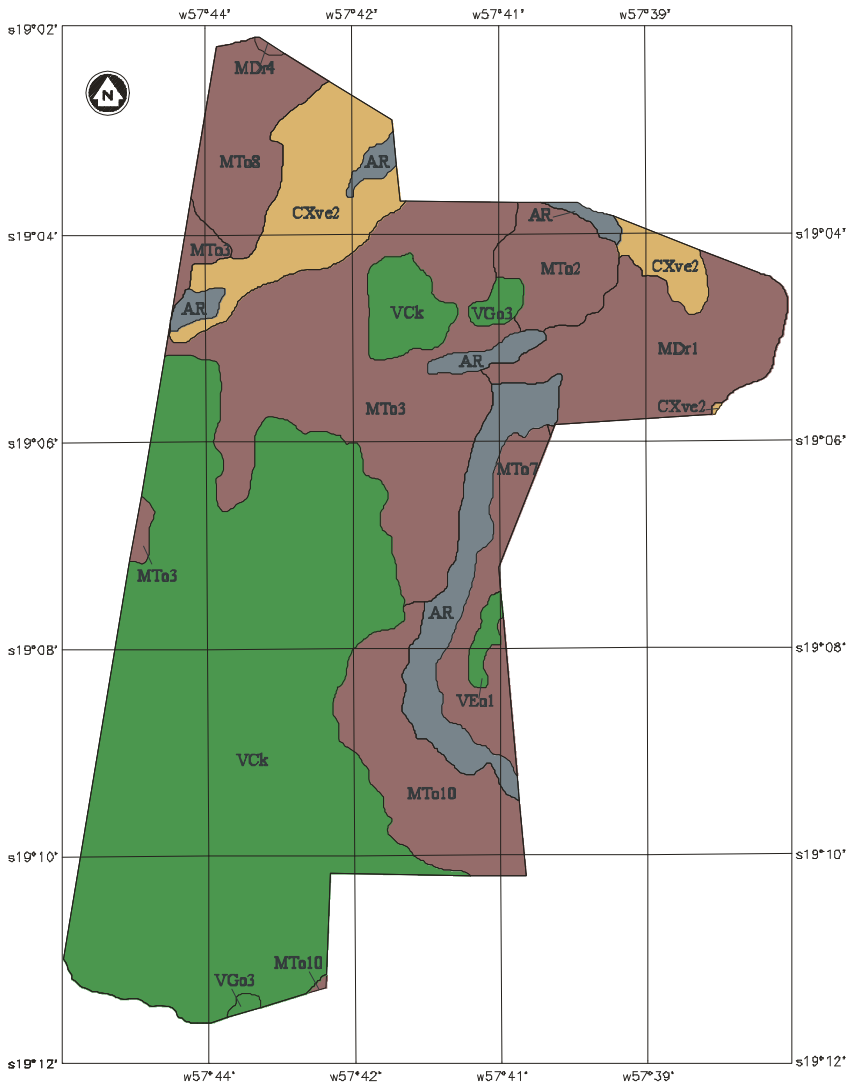 w57°44' w57°42' w57°41' w57°39'
s19°02'
MDr4
N
MTo8
AR
CXve2
AR
s19°04' s19°04'
MTo3
MTo2
CXve2
AR
VCk
VGo3
MDr1
AR
MTo3
CXve2
s19°06' s19°06'
MTo7
MTo3
AR
s19°08' s19°08'
VEo1
VCk
MTo10
s19°10' s19°10'
MTo10
VGo3
s19°12' s19°12'
w57°44' w57°42' w57°41' w57°39'